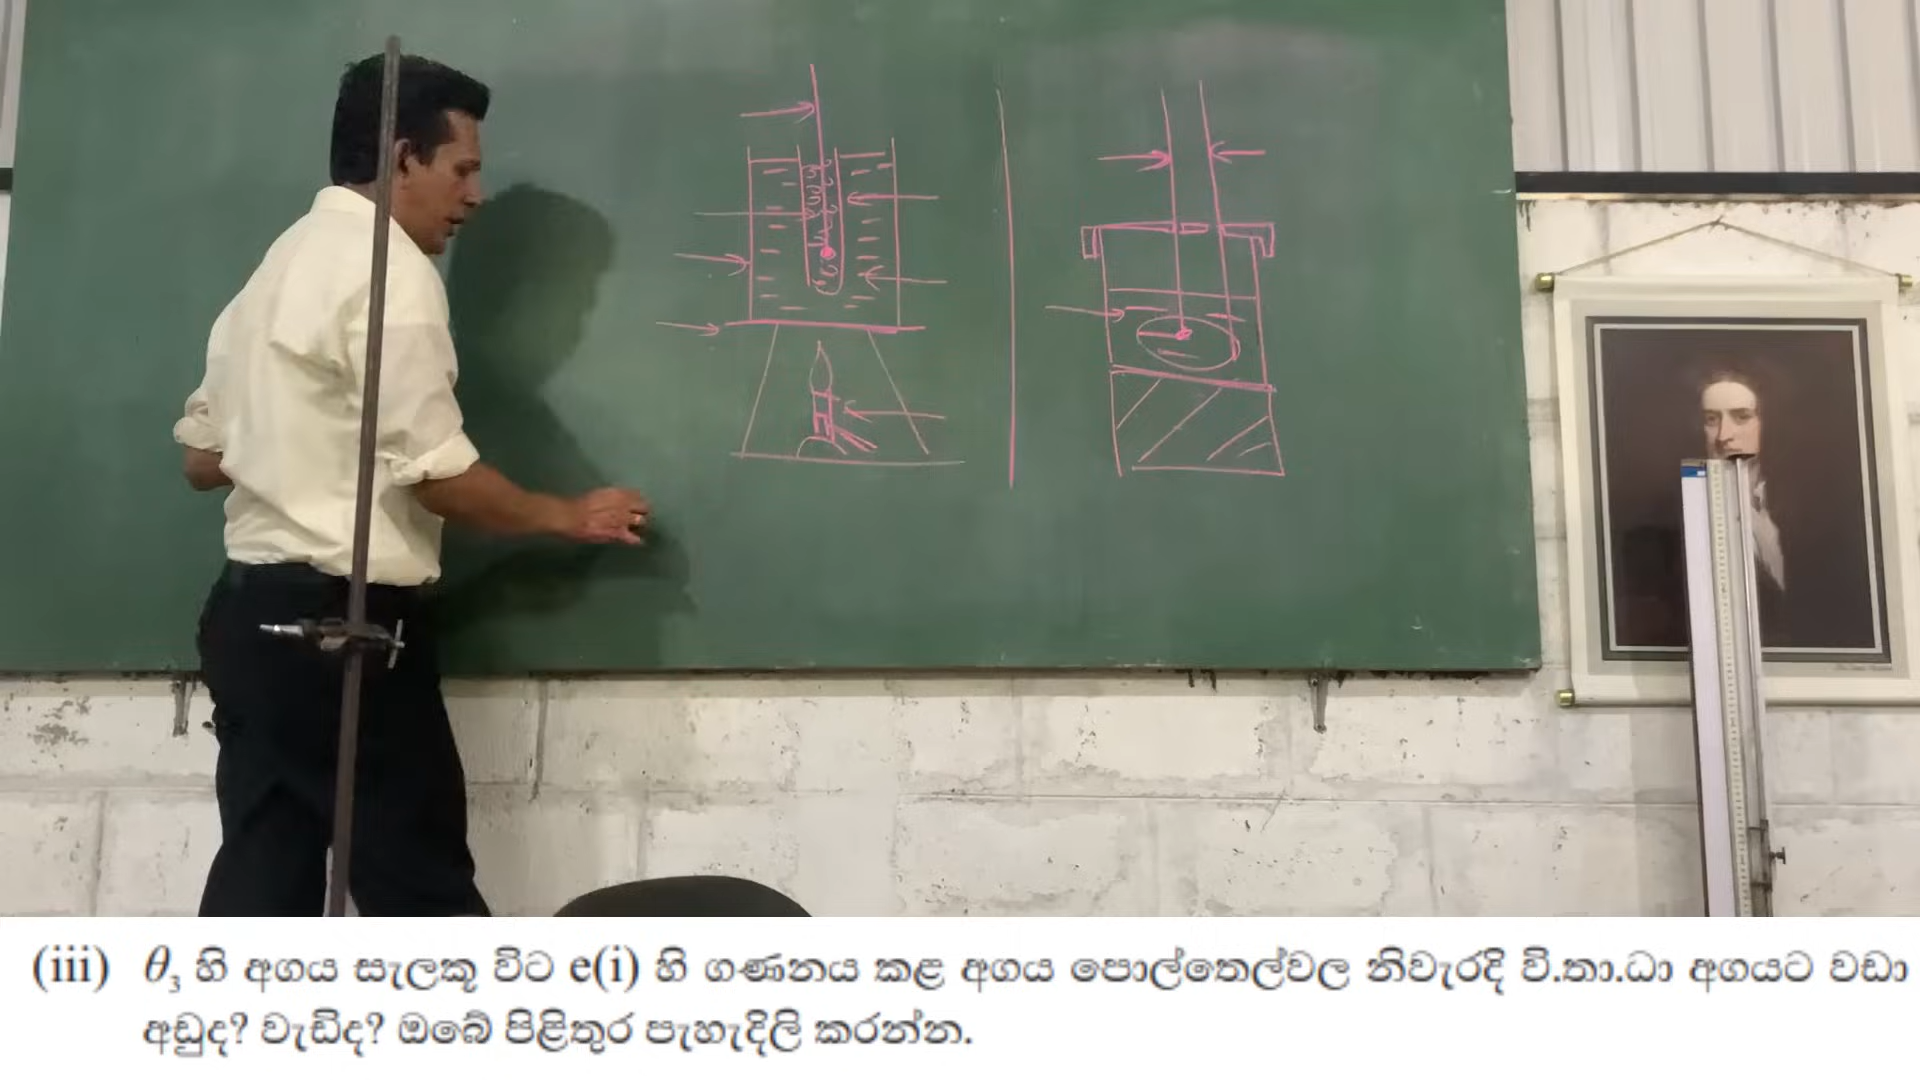 (iii) θ₃ හි අගය සැලකූ විට e(i) හි ගණනය කළ අගය පොල්තෙල්වල නිවැරදි වි.තා.ධා අගයට වඩා
අඩුද? වැඩිද? ඔබේ පිළිතුර පැහැදිලි කරන්න.